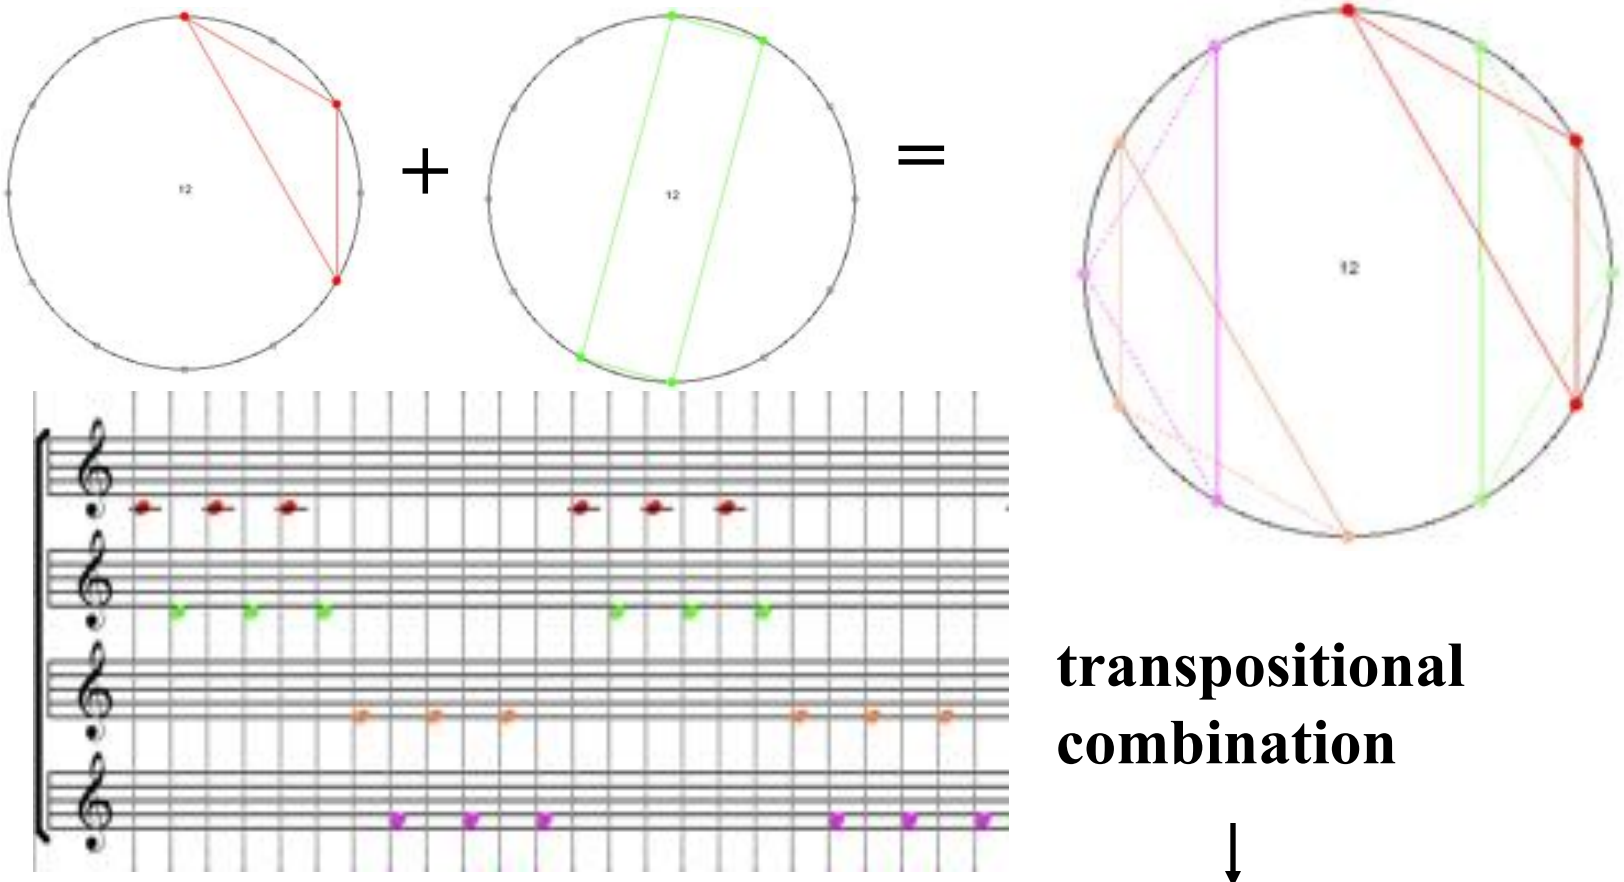 12
+
12
=
12
transpositional
combination